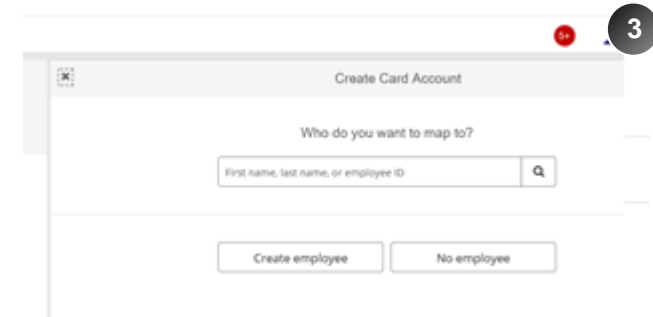 3
5+
Create Card Account
Who do you want to map to?
First name, last name, or employee ID
Create employee
No employee